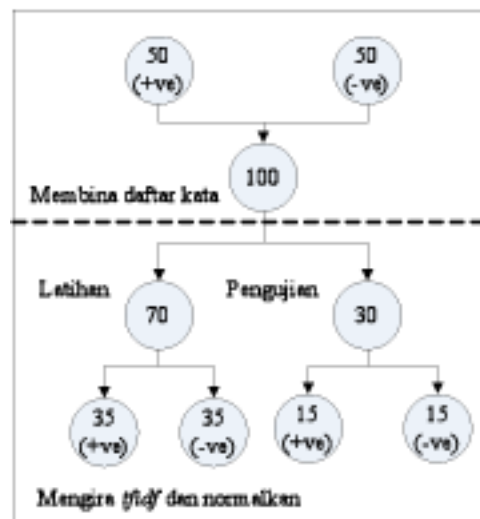 50
(+ve)
50
(-ve)
100
Membina daftar kata
Latihan
Pengujian
70
30
35
(+ve)
35
(-ve)
15
(+ve)
15
(-ve)
Mengira tfidf dan normalkan